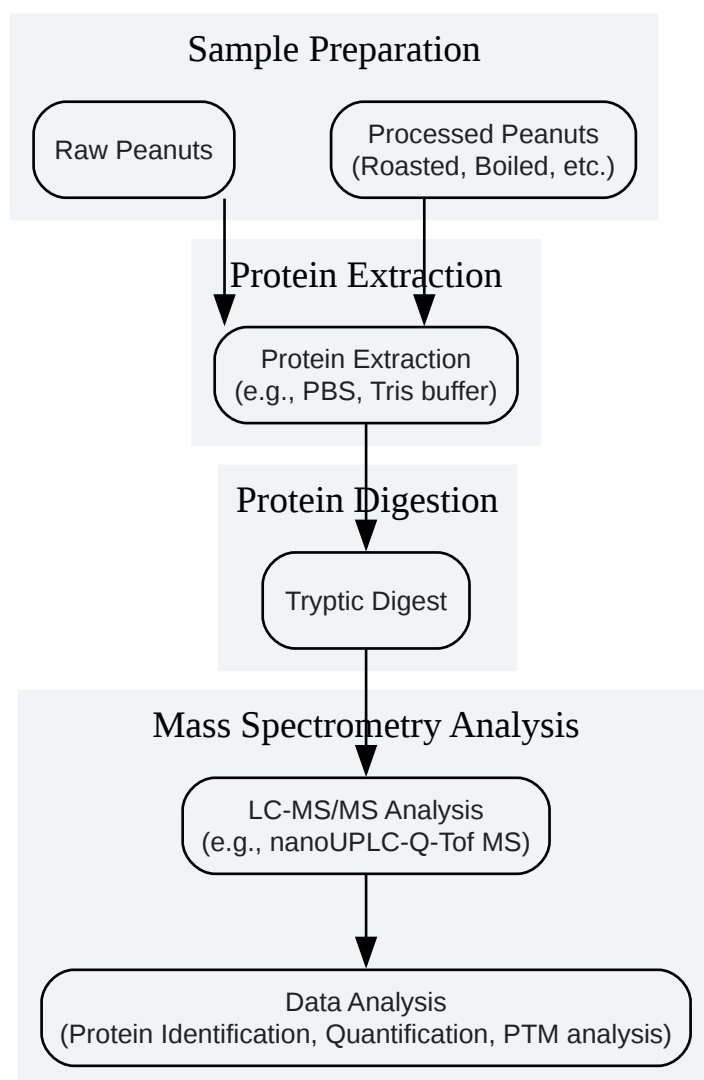 Sample Preparation
Raw Peanuts
Processed Peanuts
(Roasted, Boiled, etc.)
Protein Extraction
Protein Extraction
(e.g., PBS, Tris buffer)
Protein Digestion
Tryptic Digest
Mass Spectrometry Analysis
LC-MS/MS Analysis
(e.g., nanoUPLC-Q-Tof MS)
Data Analysis
(Protein Identification, Quantification, PTM analysis)